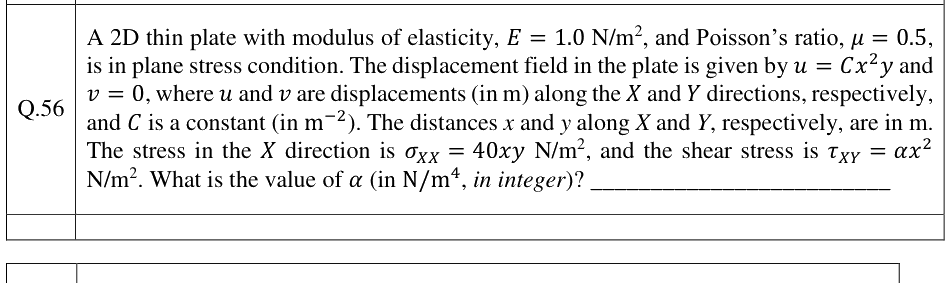 A 2D thin plate with modulus of elasticity, E = 1.0 N/m², and Poisson's ratio, μ = 0.5,
is in plane stress condition. The displacement field in the plate is given by u = Cx²y and
Q.56 v = 0, where u and v are displacements (in m) along the X and Y directions, respectively,
and C is a constant (in m⁻²). The distances x and y along X and Y, respectively, are in m.
The stress in the X direction is σ_XX = 40xy N/m², and the shear stress is τ_XY = αx²
N/m². What is the value of α (in N/m⁴, in integer)? ___________________________